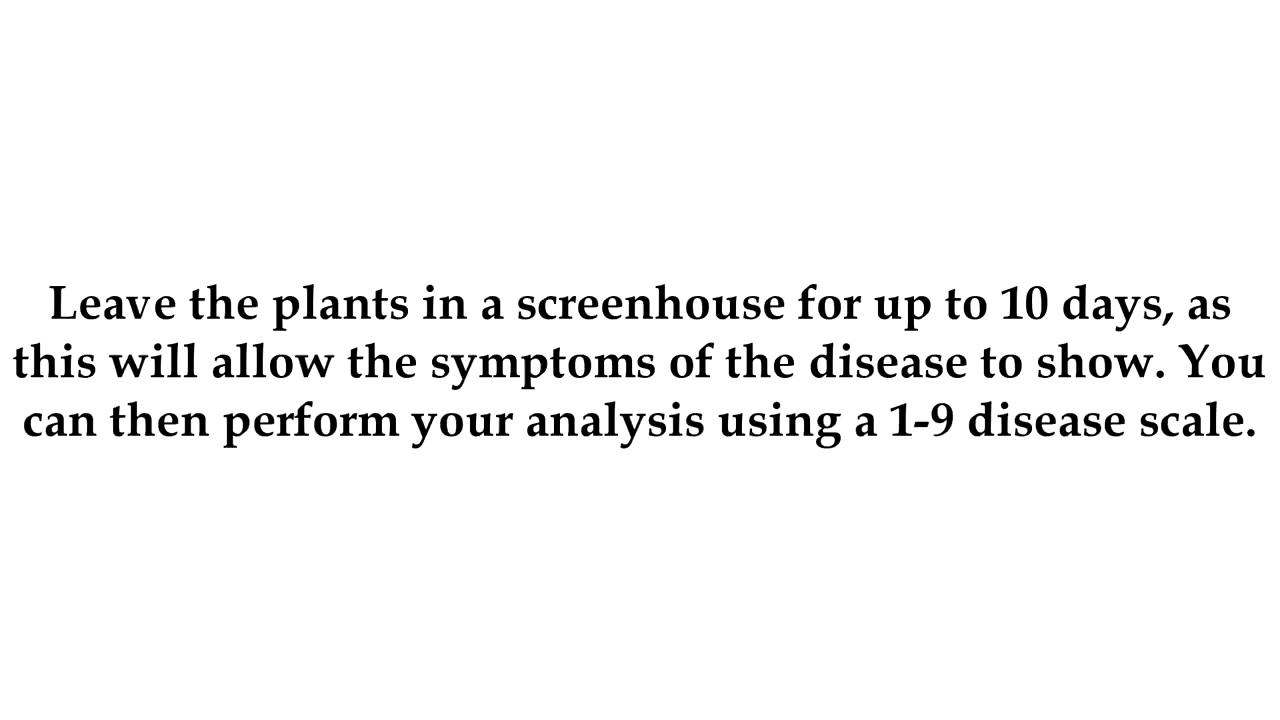 Leave the plants in a screenhouse for up to 10 days, as
this will allow the symptoms of the disease to show. You
can then perform your analysis using a 1-9 disease scale.